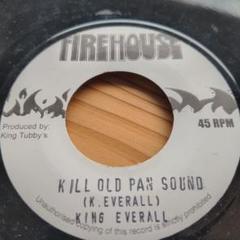 FIREHOUSE
Produced by:
King Tubby's
45 RPM
KILL OLD PAN SOUND
(K. EVERALL)
KING EVERALL
Unauthorised copying of this record is strictly prohibited